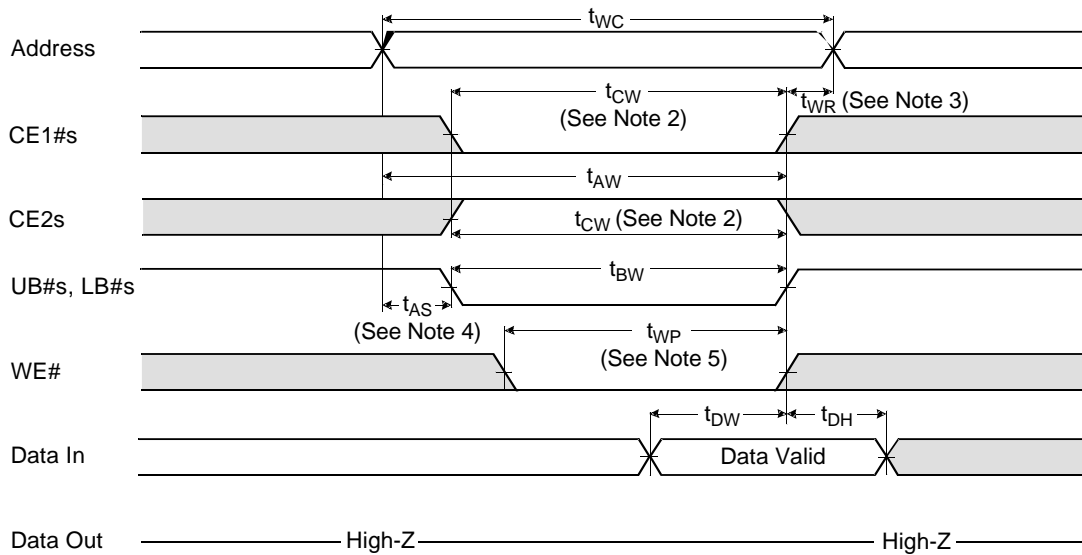 tWC
Address
tCW
(See Note 2)
tWR (See Note 3)
CE1#s
tAW
CE2s
tCW (See Note 2)
tBW
UB#s, LB#s
tAS
(See Note 4)
tWP
(See Note 5)
WE#
tDW
tDH
Data In
Data Valid
Data Out
High-Z
High-Z